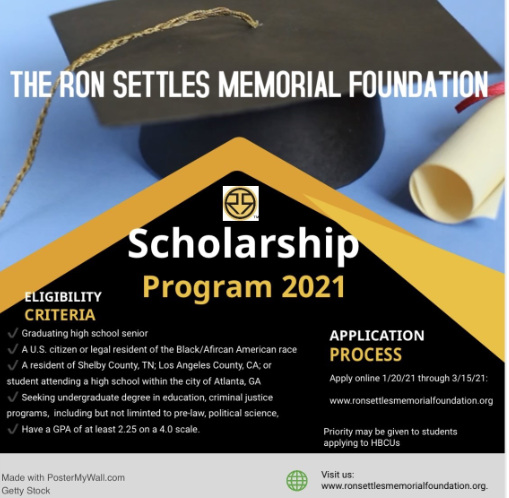 THE RON SETTLES MEMORIAL FOUNDATION
Scholarship
Program 2021
ELIGIBILITY
CRITERIA
✔ Graduating high school senior
✔ A U.S. citizen or legal resident of the Black/Afircan American race
✔ A resident of Shelby County, TN; Los Angeles County, CA; or
student attending a high school within the city of Atlanta, GA
✔ Seeking undergraduate degree in education, criminal justice
programs, including but not liminted to pre-law, political science,
✔ Have a GPA of at least 2.25 on a 4.0 scale.
APPLICATION
PROCESS
Apply online 1/20/21 through 3/15/21:
www.ronsettlesmemorialfoundation.org
Priority may be given to students
applying to HBCUs
Made with PosterMyWall.com
Getty Stock
Visit us:
www.ronsettlesmemorialfoundation.org.